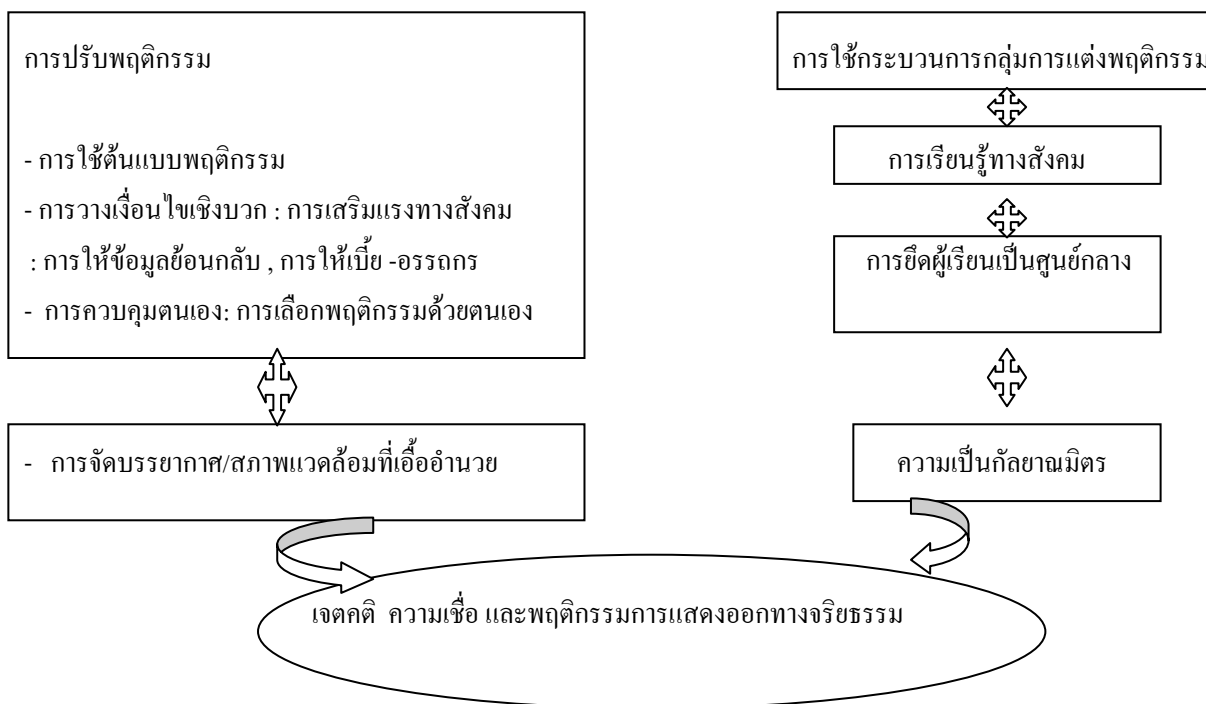 การปรับพฤติกรรม
- การใช้ต้นแบบพฤติกรรม
- การวางเงื่อนไขเชิงบวก : การเสริมแรงทางสังคม
: การให้ข้อมูลย้อนกลับ , การให้เบี้ย -อรรถกร
- การควบคุมตนเอง: การเลือกพฤติกรรมด้วยตนเอง
- การจัดบรรยากาศ/สภาพแวดล้อมที่เอื้ออำนวย
การใช้กระบวนการกลุ่มการแต่งพฤติกรรม
การเรียนรู้ทางสังคม
การยึดผู้เรียนเป็นศูนย์กลาง
ความเป็นกัลยาณมิตร
เจตคติ ความเชื่อ และพฤติกรรมการแสดงออกทางจริยธรรม